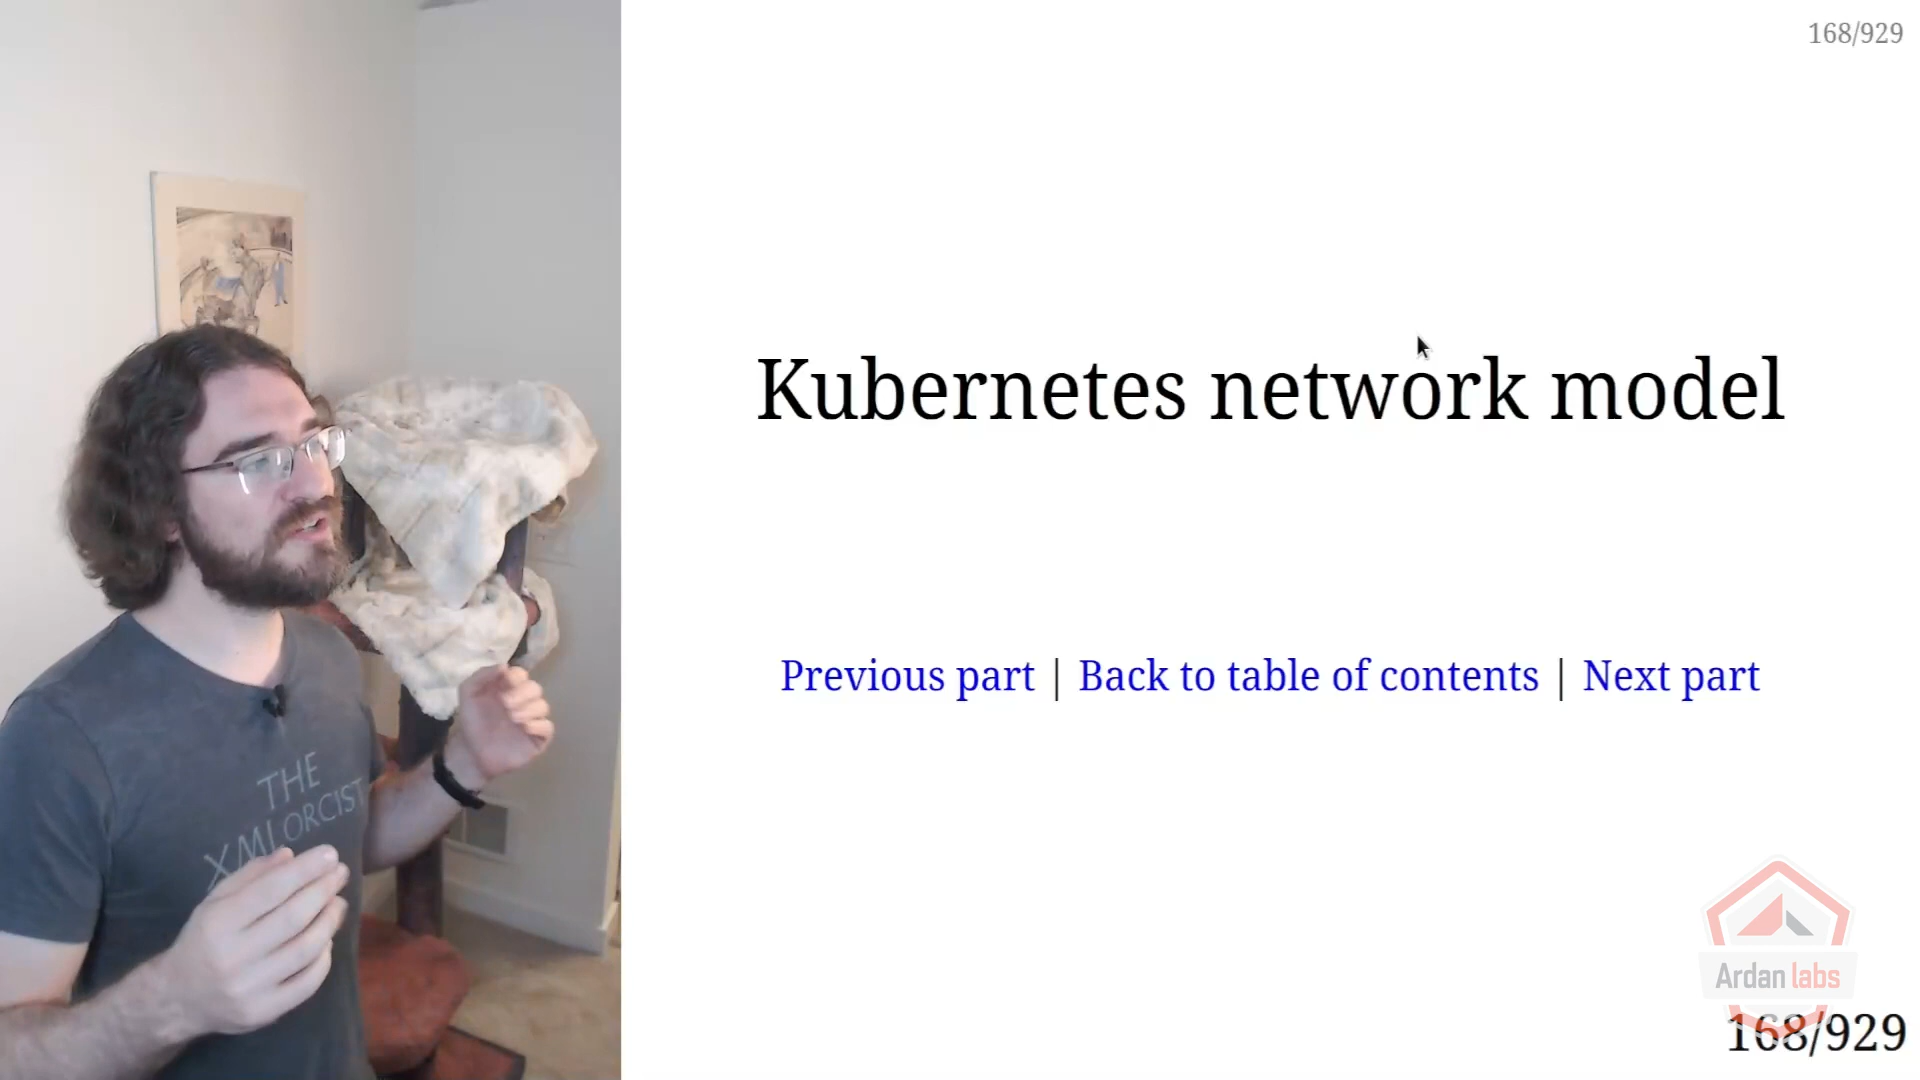 168/929
Kubernetes network model
Previous part | Back to table of contents | Next part
THE
XMLORCIST
Ardan labs
168/929